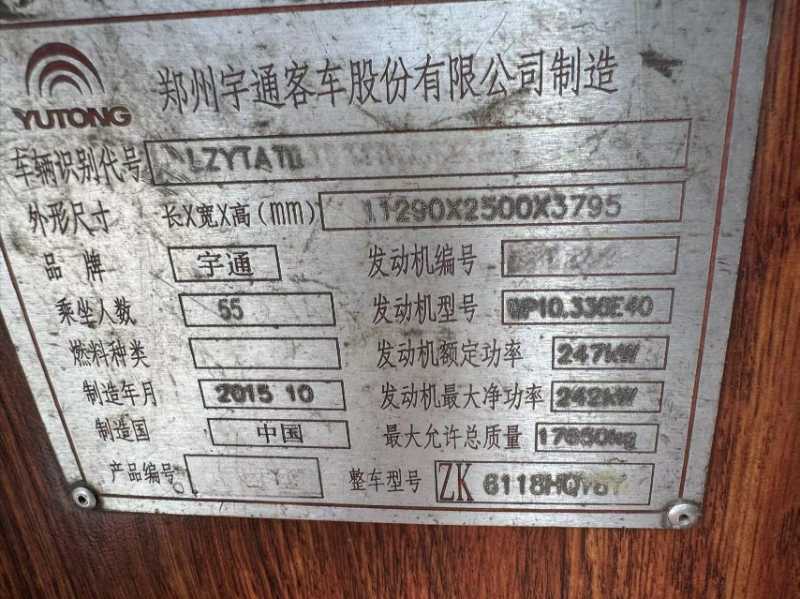 YUTONG
郑州宇通客车股份有限公司制造
车辆识别代号 LZYTATD
外形尺寸 长X宽X高(mm) 11290X2500X3795
品牌 宇通 发动机编号
乘坐人数 55 发动机型号 WP10.336E40
燃料种类 发动机额定功率 247kW
制造年月 2015 10 发动机最大净功率 242kW
制造国 中国 最大允许总质量 17650kg
产品编号 整车型号 ZK